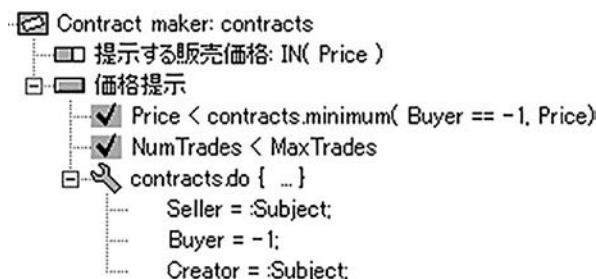 Contract maker: contracts
提示する販売価格: IN( Price )
価格提示
Price < contracts.minimum( Buyer == -1, Price)
NumTrades < MaxTrades
contracts.do { ... }
Seller = :Subject;
Buyer = -1;
Creator = :Subject;